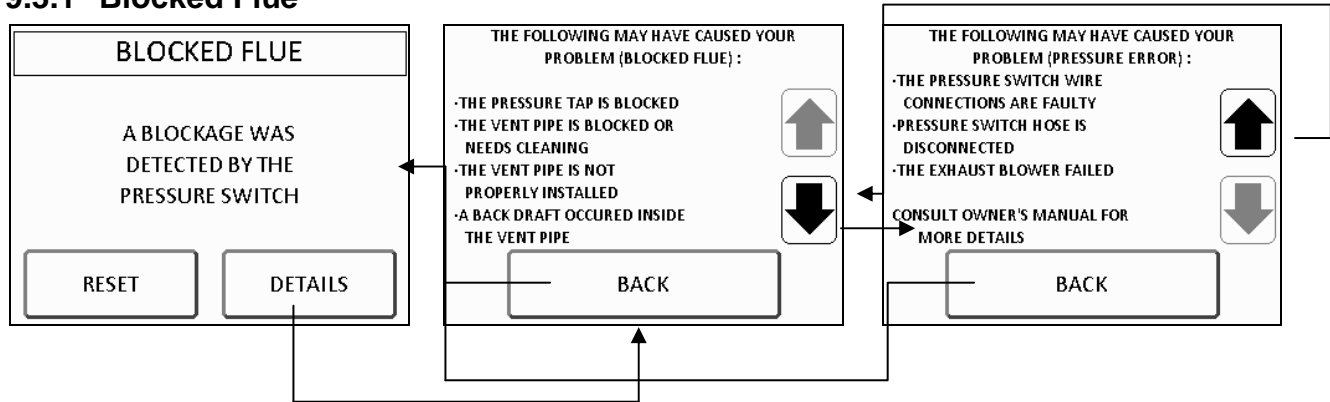 9.3.1 Blocked Flue
BLOCKED FLUE
A BLOCKAGE WAS
DETECTED BY THE
PRESSURE SWITCH
RESET
DETAILS
THE FOLLOWING MAY HAVE CAUSED YOUR
PROBLEM (BLOCKED FLUE) :
·THE PRESSURE TAP IS BLOCKED
·THE VENT PIPE IS BLOCKED OR
NEEDS CLEANING
·THE VENT PIPE IS NOT
PROPERLY INSTALLED
·A BACK DRAFT OCCURED INSIDE
THE VENT PIPE
BACK
THE FOLLOWING MAY HAVE CAUSED YOUR
PROBLEM (PRESSURE ERROR) :
·THE PRESSURE SWITCH WIRE
CONNECTIONS ARE FAULTY
·PRESSURE SWITCH HOSE IS
DISCONNECTED
·THE EXHAUST BLOWER FAILED
CONSULT OWNER'S MANUAL FOR
MORE DETAILS
BACK